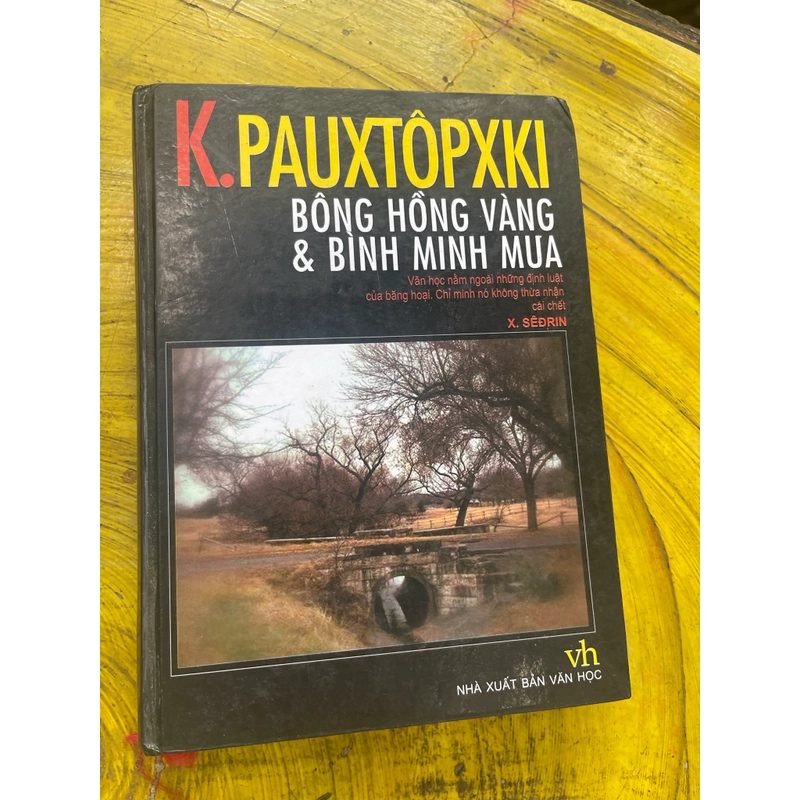 K.PAUXTÔPXKI
BÔNG HỒNG VÀNG
& BÌNH MINH MƯA
Văn học nằm ngoài những định luật
của băng hoại. Chỉ mình nó không thừa nhận
cái chết
X. SÊĐRIN
vh
NHÀ XUẤT BẢN VĂN HỌC